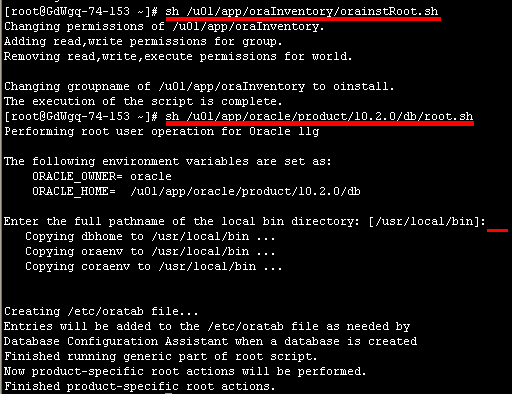 [root@GdWgq-74-153 ~]# sh /u01/app/oraInventory/orainstRoot.sh
Changing permissions of /u01/app/oraInventory.
Adding read,write permissions for group.
Removing read,write,execute permissions for world.
Changing groupname of /u01/app/oraInventory to oinstall.
The execution of the script is complete.
[root@GdWgq-74-153 ~]# sh /u01/app/oracle/product/10.2.0/db/root.sh
Performing root user operation for Oracle 11g
The following environment variables are set as:
ORACLE_OWNER= oracle
ORACLE_HOME=  /u01/app/oracle/product/10.2.0/db
Enter the full pathname of the local bin directory: [/usr/local/bin]:
Copying dbhome to /usr/local/bin ...
Copying oraenv to /usr/local/bin ...
Copying coraenv to /usr/local/bin ...
Creating /etc/oratab file...
Entries will be added to the /etc/oratab file as needed by
Database Configuration Assistant when a database is created
Finished running generic part of root script.
Now product-specific root actions will be performed.
Finished product-specific root actions.